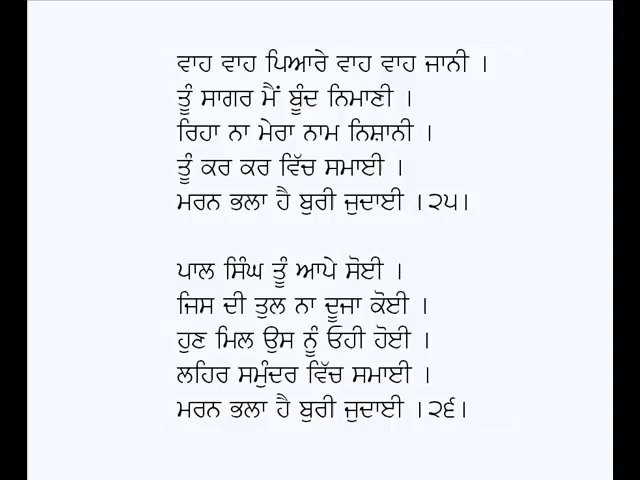 ਵਾਹ ਵਾਹ ਪਿਆਰੇ ਵਾਹ ਵਾਹ ਜਾਨੀ ।
ਤੂੰ ਸਾਗਰ ਮੈਂ ਬੂੰਦ ਨਿਮਾਣੀ ।
ਰਿਹਾ ਨਾ ਮੇਰਾ ਨਾਮ ਨਿਸ਼ਾਨੀ ।
ਤੂੰ ਕਰ ਕਰ ਵਿੱਚ ਸਮਾਈ ।
ਮਰਨ ਭਲਾ ਹੈ ਬੁਰੀ ਜੁਦਾਈ ।੨੫।
ਪਾਲ ਸਿੰਘ ਤੂੰ ਆਪੇ ਸੋਈ ।
ਜਿਸ ਦੀ ਤੁਲ ਨਾ ਦੂਜਾ ਕੋਈ ।
ਹੁਣ ਮਿਲ ਉਸ ਨੂੰ ਓਹੀ ਹੋਈ ।
ਲਹਿਰ ਸਮੁੰਦਰ ਵਿੱਚ ਸਮਾਈ ।
ਮਰਨ ਭਲਾ ਹੈ ਬੁਰੀ ਜੁਦਾਈ ।੨੬।